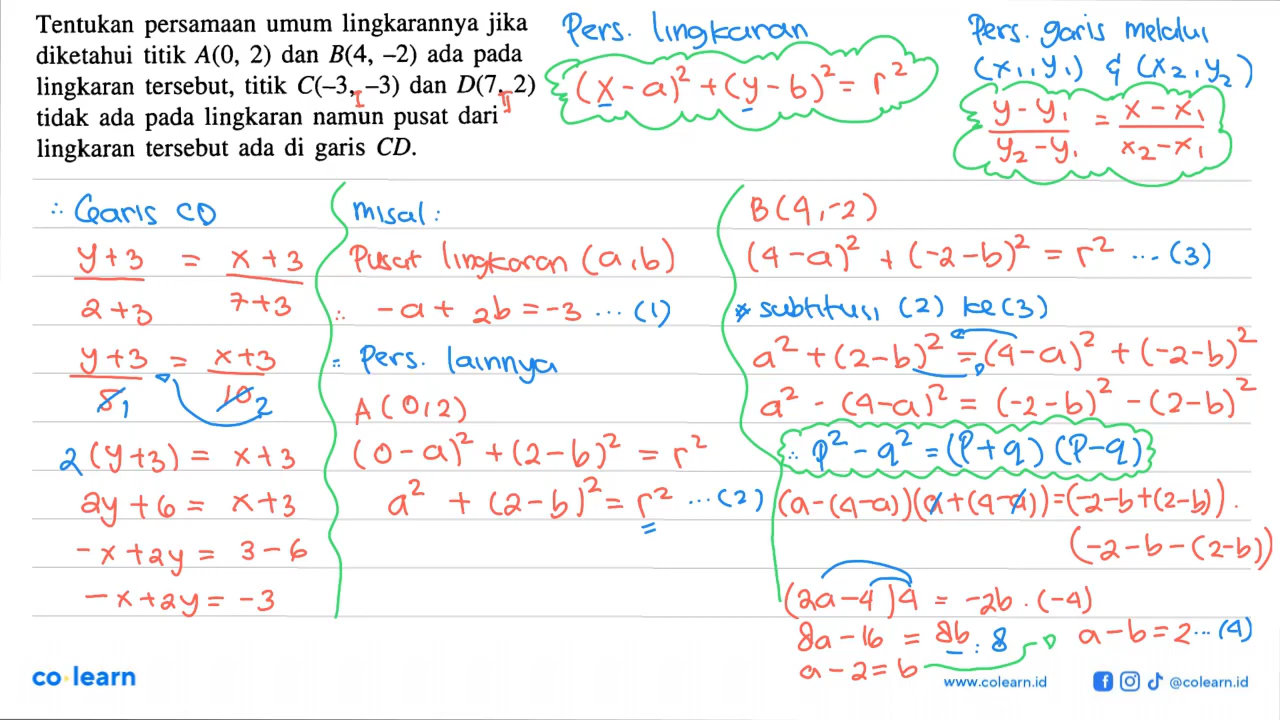 Tentukan persamaan umum lingkarannya jika
diketahui titik A(0, 2) dan B(4, –2) ada pada
lingkaran tersebut, titik C(–3, –3) dan D(7, 2)
tidak ada pada lingkaran namun pusat dari
lingkaran tersebut ada di garis CD.
Pers. lingkaran
(x - a)² + (y - b)² = r²
Pers. garis melalui
(x₁, y₁) & (x₂, y₂)
(y - y₁)/(y₂ - y₁) = (x - x₁)/(x₂ - x₁)
∴ Garis CD
(y + 3)/(2 + 3) = (x + 3)/(7 + 3)
(y + 3)/5 1 = (x + 3)/10 2
2(y + 3) = x + 3
2y + 6 = x + 3
-x + 2y = 3 - 6
-x + 2y = -3
Misal :
Pusat lingkaran (a, b)
∴ -a + 2b = -3 ... (1)
∴ Pers. lainnya
A(0, 2)
(0 - a)² + (2 - b)² = r²
a² + (2 - b)² = r² ... (2)
B(4, -2)
(4 - a)² + (-2 - b)² = r² ... (3)
* subtitusi (2) ke (3)
a² + (2 - b)² = (4 - a)² + (-2 - b)²
a² - (4 - a)² = (-2 - b)² - (2 - b)²
∴ p² - q² = (p + q)(p - q)
(a - (4 - a))(a + (4 - a)) = (-2 - b + (2 - b)) .
(-2 - b - (2 - b))
(2a - 4)4 = -2b . (-4)
8a - 16 = 8b : 8
a - 2 = b
a - b = 2 ... (4)
co·learn
www.colearn.id
@colearn.id